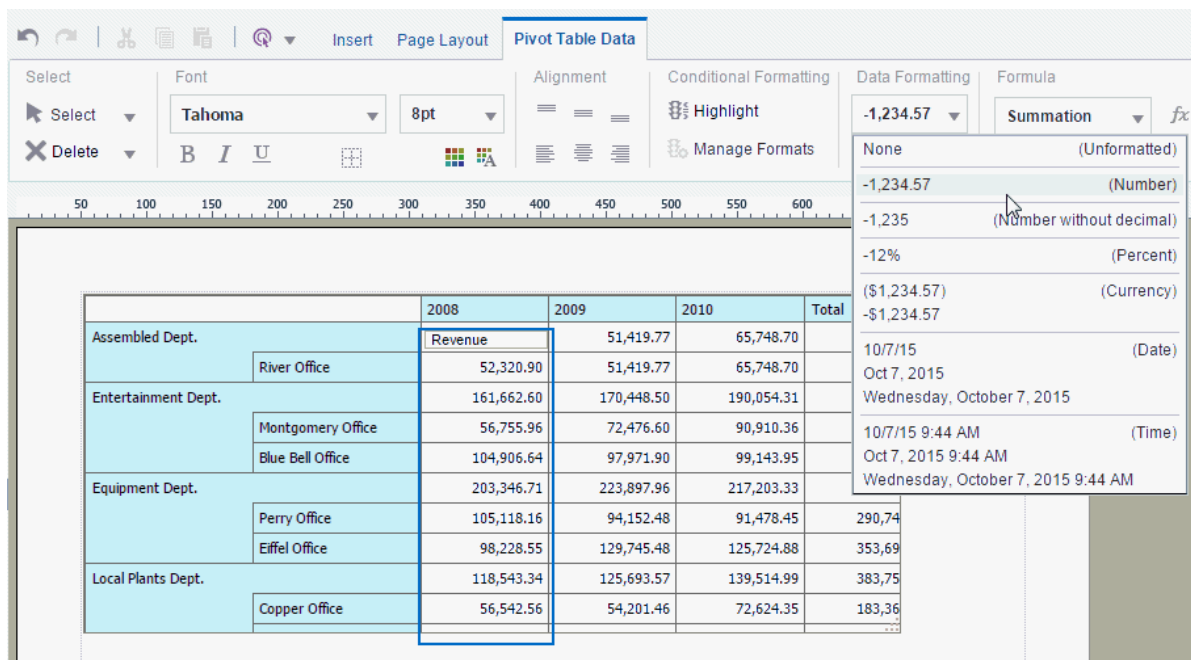 Insert Page Layout Pivot Table Data
Select Font Alignment Conditional Formatting Data Formatting Formula
Select Tahoma 8pt Highlight -1,234.57 Summation fx
Delete B I U A Manage Formats
None (Unformatted)
-1,234.57 (Number)
-1,235 (Number without decimal)
-12% (Percent)
($1,234.57) (Currency)
-$1,234.57
10/7/15 (Date)
Oct 7, 2015
Wednesday, October 7, 2015
10/7/15 9:44 AM (Time)
Oct 7, 2015 9:44 AM
Wednesday, October 7, 2015 9:44 AM
50 100 150 200 250 300 350 400 450 500 550 600
2008 2009 2010 Total
Assembled Dept. Revenue 51,419.77 65,748.70
River Office 52,320.90 51,419.77 65,748.70
Entertainment Dept. 161,662.60 170,448.50 190,054.31
Montgomery Office 56,755.96 72,476.60 90,910.36
Blue Bell Office 104,906.64 97,971.90 99,143.95
Equipment Dept. 203,346.71 223,897.96 217,203.33
Perry Office 105,118.16 94,152.48 91,478.45 290,74
Eiffel Office 98,228.55 129,745.48 125,724.88 353,69
Local Plants Dept. 118,543.34 125,693.57 139,514.99 383,75
Copper Office 56,542.56 54,201.46 72,624.35 183,36